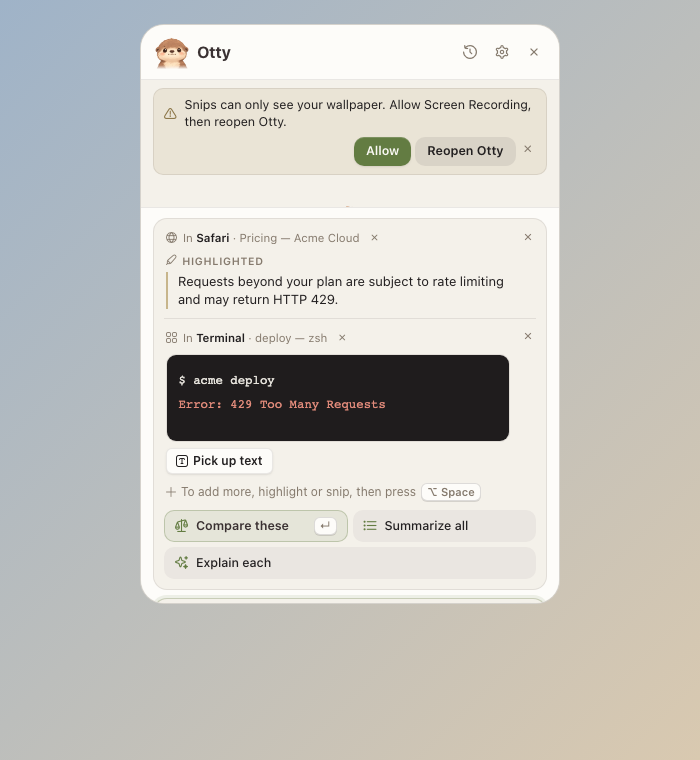 Otty
Snips can only see your wallpaper. Allow Screen Recording,
then reopen Otty.
Allow
Reopen Otty
In Safari · Pricing — Acme Cloud
HIGHLIGHTED
Requests beyond your plan are subject to rate limiting
and may return HTTP 429.
In Terminal · deploy — zsh
$ acme deploy
Error: 429 Too Many Requests
Pick up text
To add more, highlight or snip, then press ⌥ Space
Compare these
Summarize all
Explain each